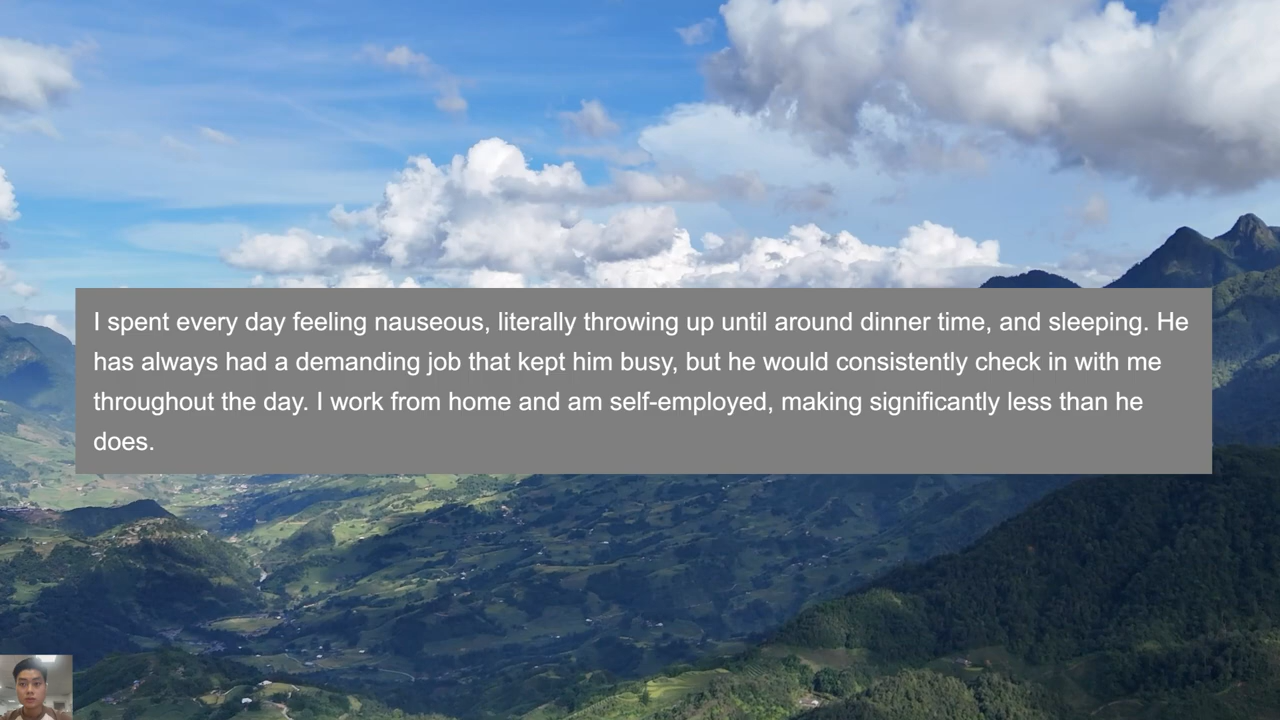 I spent every day feeling nauseous, literally throwing up until around dinner time, and sleeping. He
has always had a demanding job that kept him busy, but he would consistently check in with me
throughout the day. I work from home and am self-employed, making significantly less than he
does.